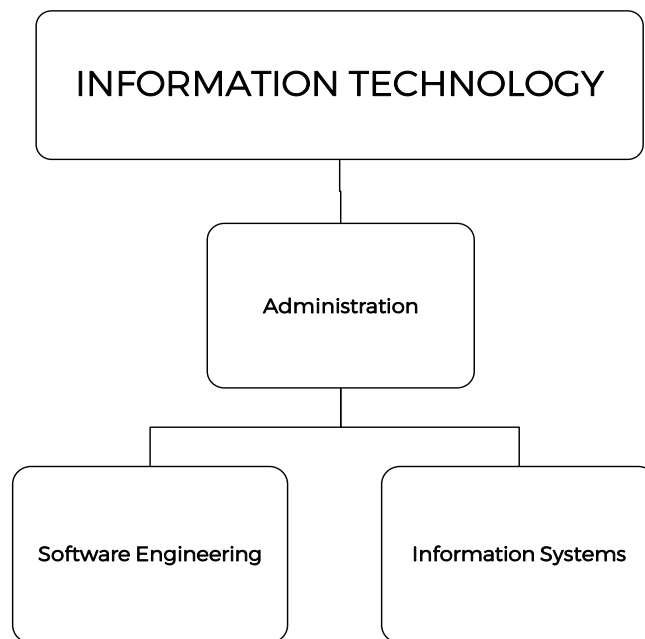 INFORMATION TECHNOLOGY
Administration
Software Engineering
Information Systems